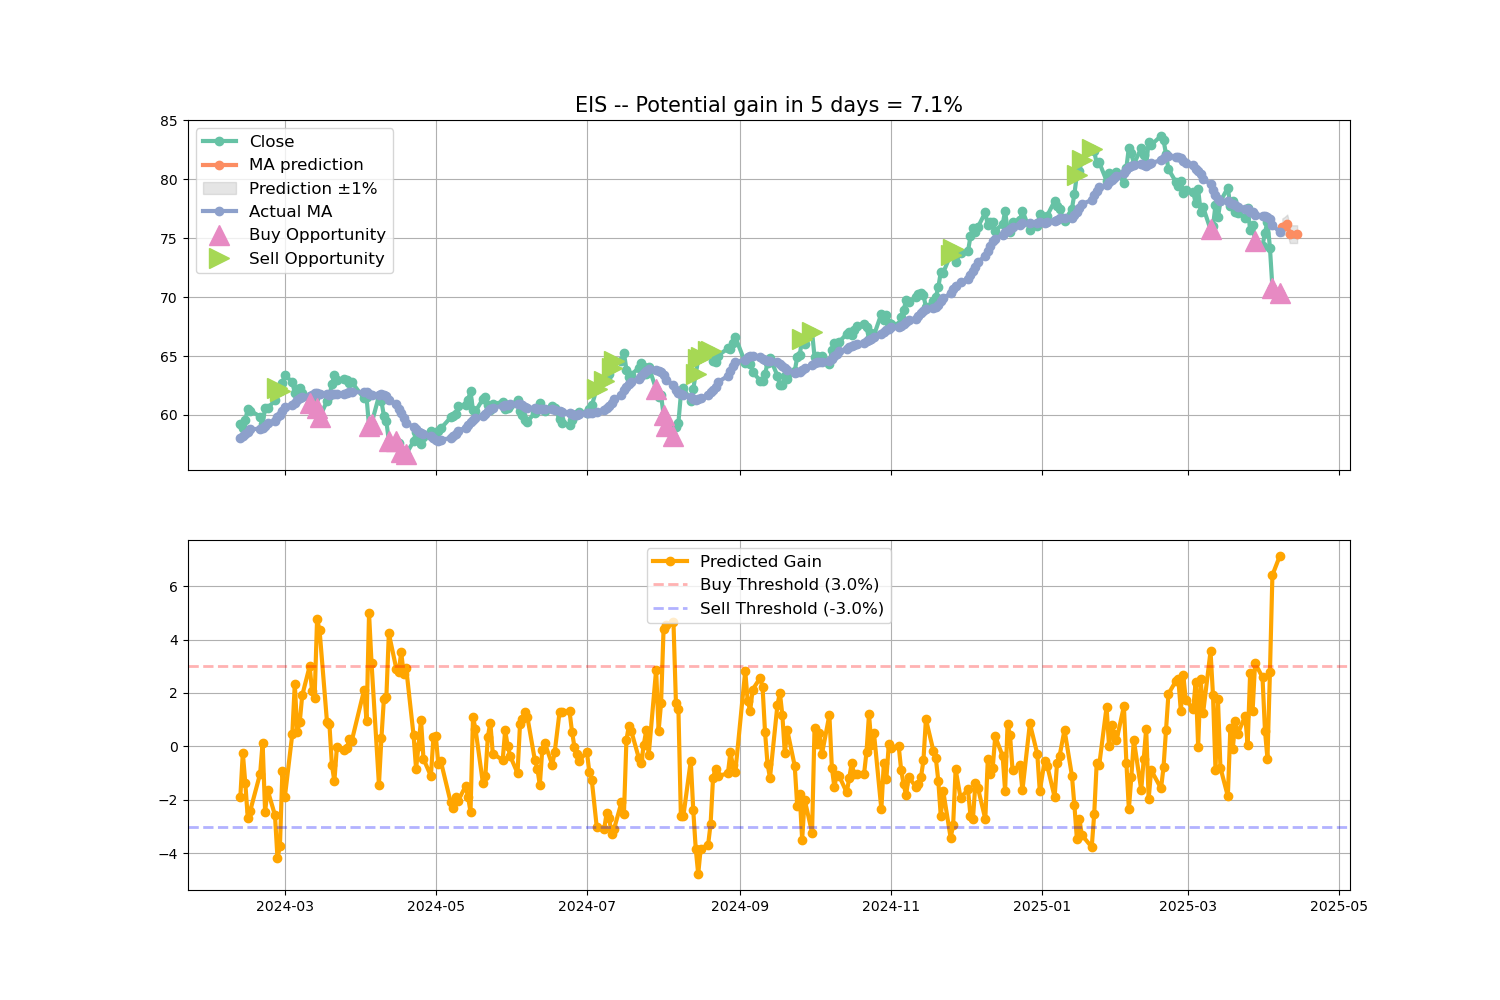 EIS -- Potential gain in 5 days = 7.1%
85
80
75
70
65
60
Close
MA prediction
Prediction ±1%
Actual MA
Buy Opportunity
Sell Opportunity
6
4
2
0
−2
−4
Predicted Gain
Buy Threshold (3.0%)
Sell Threshold (-3.0%)
2024-03
2024-05
2024-07
2024-09
2024-11
2025-01
2025-03
2025-05